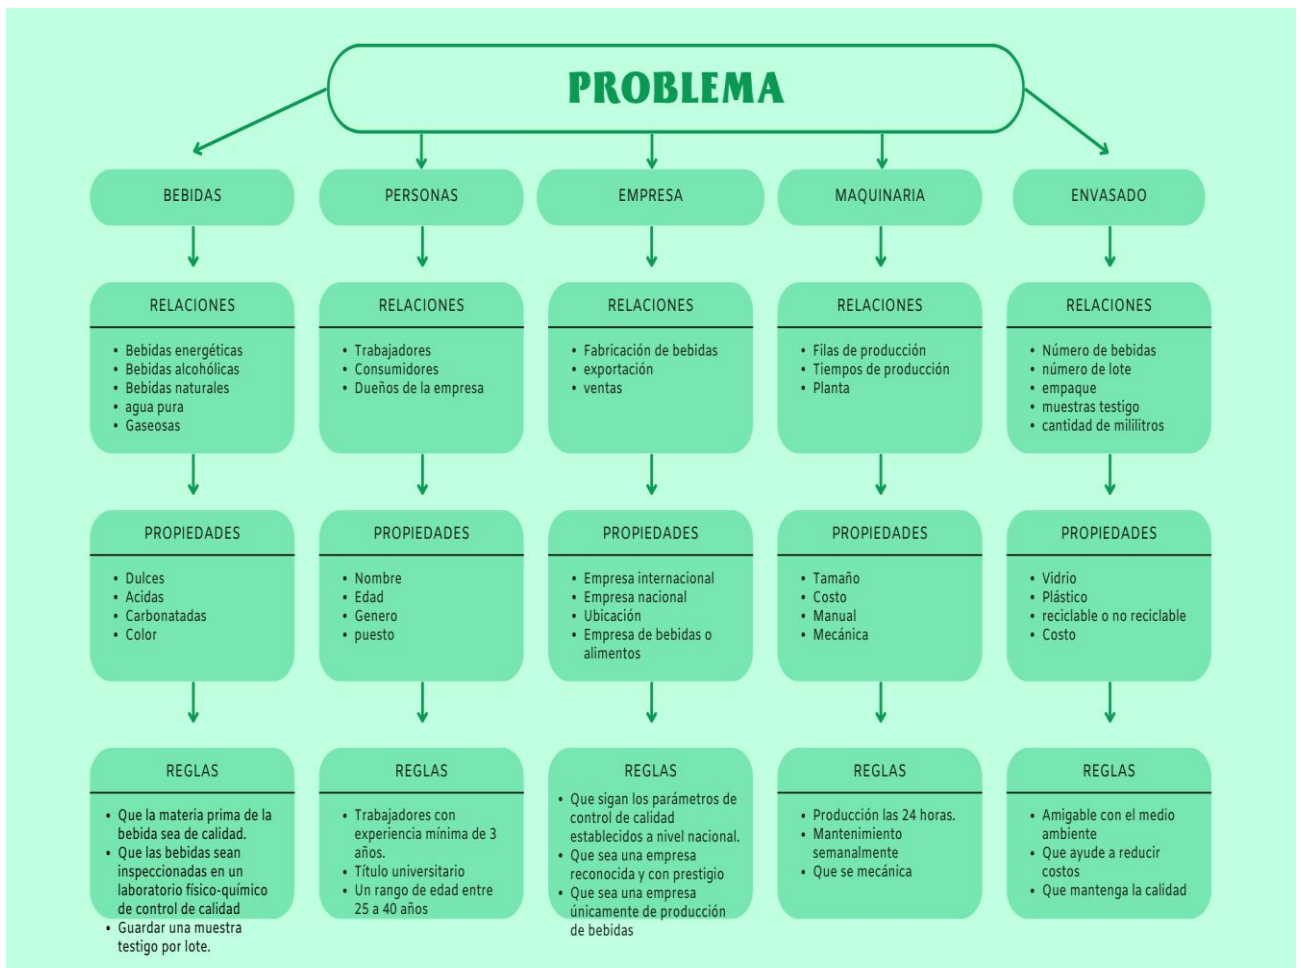 PROBLEMA
BEBIDAS
PERSONAS
EMPRESA
MAQUINARIA
ENVASADO
RELACIONES
• Bebidas energéticas
• Bebidas alcohólicas
• Bebidas naturales
• agua pura
• Gaseosas
RELACIONES
• Trabajadores
• Consumidores
• Dueños de la empresa
RELACIONES
• Fabricación de bebidas
• exportación
• ventas
RELACIONES
• Filas de producción
• Tiempos de producción
• Planta
RELACIONES
• Número de bebidas
• número de lote
• empaque
• muestras testigo
• cantidad de mililitros
PROPIEDADES
• Dulces
• Acidas
• Carbonatadas
• Color
PROPIEDADES
• Nombre
• Edad
• Genero
• puesto
PROPIEDADES
• Empresa internacional
• Empresa nacional
• Ubicación
• Empresa de bebidas o
alimentos
PROPIEDADES
• Tamaño
• Costo
• Manual
• Mecánica
PROPIEDADES
• Vidrio
• Plástico
• reciclable o no reciclable
• Costo
REGLAS
• Que la matería prima de la
bebida sea de calidad.
• Que las bebidas sean
inspeccionadas en un
laboratorio físico-químico
de control de calidad
• Guardar una muestra
testigo por lote.
REGLAS
• Trabajadores con
experiencia mínima de 3
años.
• Título universitario
• Un rango de edad entre
25 a 40 años
REGLAS
• Que sigan los parámetros de
control de calidad
establecidos a nivel nacional.
• Que sea una empresa
reconocida y con prestigio
• Que sea una empresa
únicamente de producción
de bebidas
REGLAS
• Producción las 24 horas.
• Mantenimiento
semanalmente
• Que se mecánica
REGLAS
• Amigable con el medio
ambiente
• Que ayude a reducir
costos
• Que mantenga la calidad